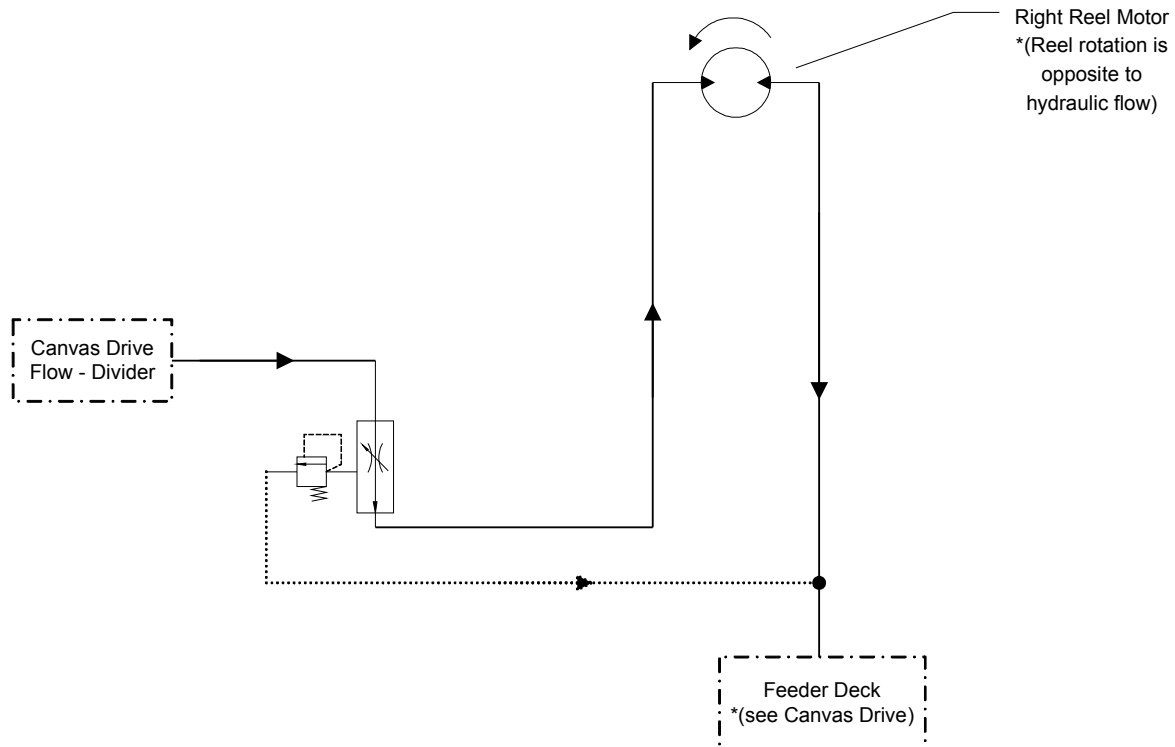 Right Reel Motor
*(Reel rotation is
opposite to
hydraulic flow)
Canvas Drive
Flow - Divider
Feeder Deck
*(see Canvas Drive)